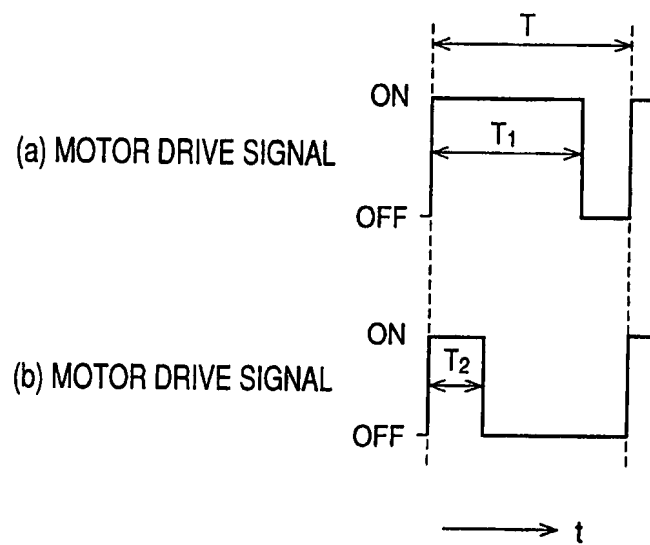 T
ON
(a) MOTOR DRIVE SIGNAL
T1
OFF
ON
(b) MOTOR DRIVE SIGNAL
T2
OFF
t